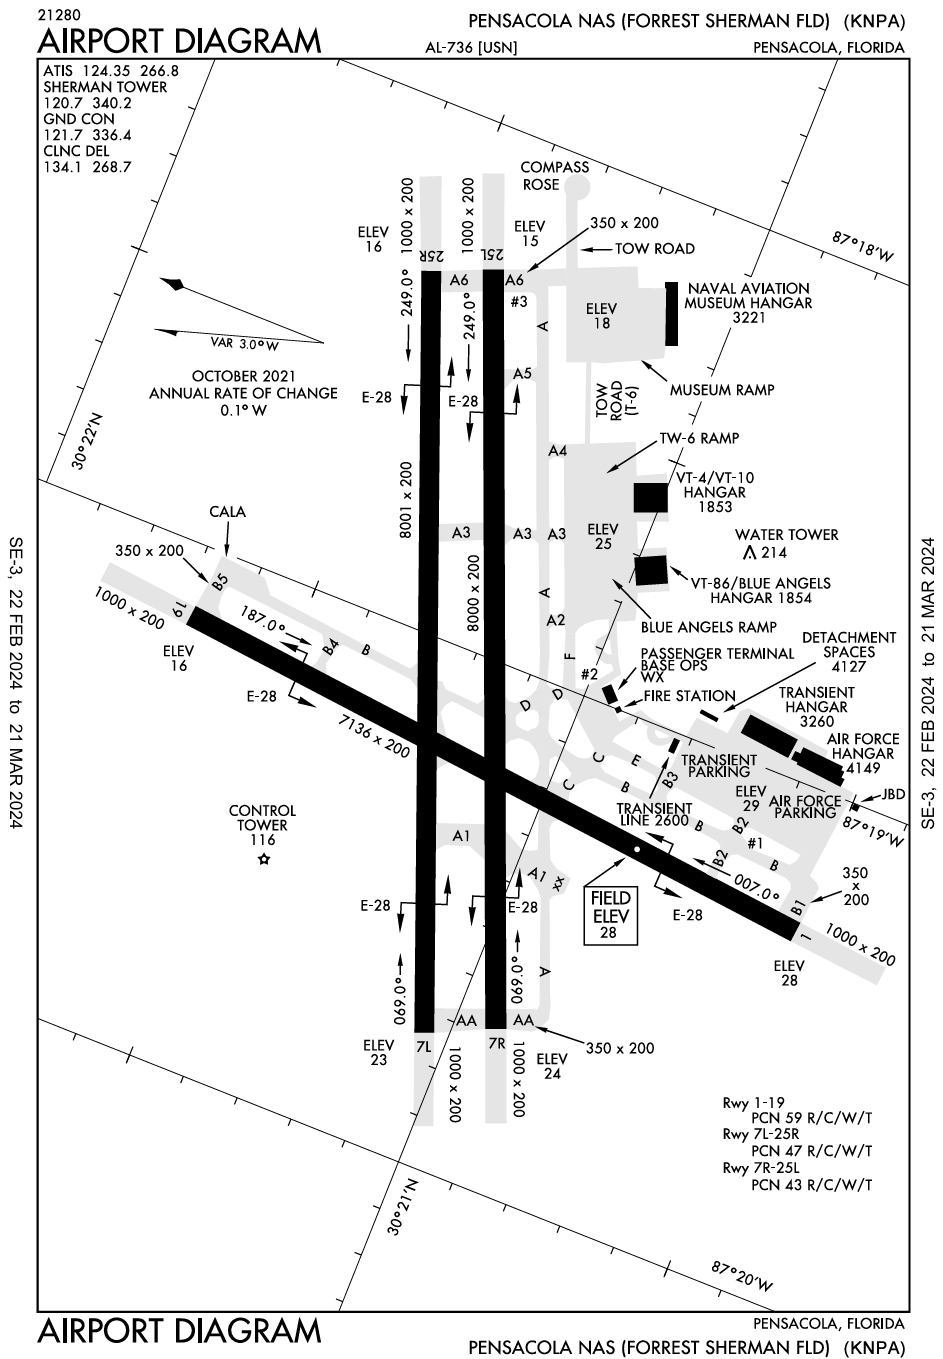 21280
PENSACOLA NAS (FORREST SHERMAN FLD) (KNPA)
AIRPORT DIAGRAM
AL-736 [USN]
PENSACOLA, FLORIDA
ATIS 124.35 266.8
SHERMAN TOWER
120.7 340.2
GND CON
121.7 336.4
CLNC DEL
134.1 268.7
COMPASS
ROSE
1000 x 200
1000 x 200
ELEV
16
ELEV
15
350 x 200
TOW ROAD
87°18'W
25R
25L
A6
A6
#3
249.0°
249.0°
A
ELEV
18
NAVAL AVIATION
MUSEUM HANGAR
3221
VAR 3.0°W
OCTOBER 2021
ANNUAL RATE OF CHANGE
0.1°W
E-28
E-28
A5
MUSEUM RAMP
TOW
ROAD
(T-6)
30°22'N
A4
TW-6 RAMP
VT-4/VT-10
HANGAR
1853
8001 x 200
CALA
A3
A3
A3
ELEV
25
WATER TOWER
214
350 x 200
B5
8000 x 200
VT-86/BLUE ANGELS
HANGAR 1854
1000 x 200
19
187.0°
A
A2
BLUE ANGELS RAMP
ELEV
16
B4
B
F
#2
PASSENGER TERMINAL
BASE OPS
WX
DETACHMENT
SPACES
4127
E-28
D
D
FIRE STATION
TRANSIENT
HANGAR
3260
7136 x 200
AIR FORCE
HANGAR
4149
C
C
E
B
B3
TRANSIENT
PARKING
ELEV
29
AIR FORCE
PARKING
JBD
TRANSIENT
LINE 2600
87°19'W
CONTROL
TOWER
116
A1
B
B2
B2
#1
B
A1
XX
007.0°
350
x
200
E-28
E-28
FIELD
ELEV
28
E-28
B1
1
1000 x 200
ELEV
28
069.0°
069.0°
A
AA
AA
7L
7R
ELEV
23
ELEV
24
350 x 200
1000 x 200
1000 x 200
Rwy 1-19
PCN 59 R/C/W/T
Rwy 7L-25R
PCN 47 R/C/W/T
Rwy 7R-25L
PCN 43 R/C/W/T
30°21'N
87°20'W
SE-3, 22 FEB 2024 to 21 MAR 2024
SE-3, 22 FEB 2024 to 21 MAR 2024
AIRPORT DIAGRAM
PENSACOLA, FLORIDA
PENSACOLA NAS (FORREST SHERMAN FLD) (KNPA)